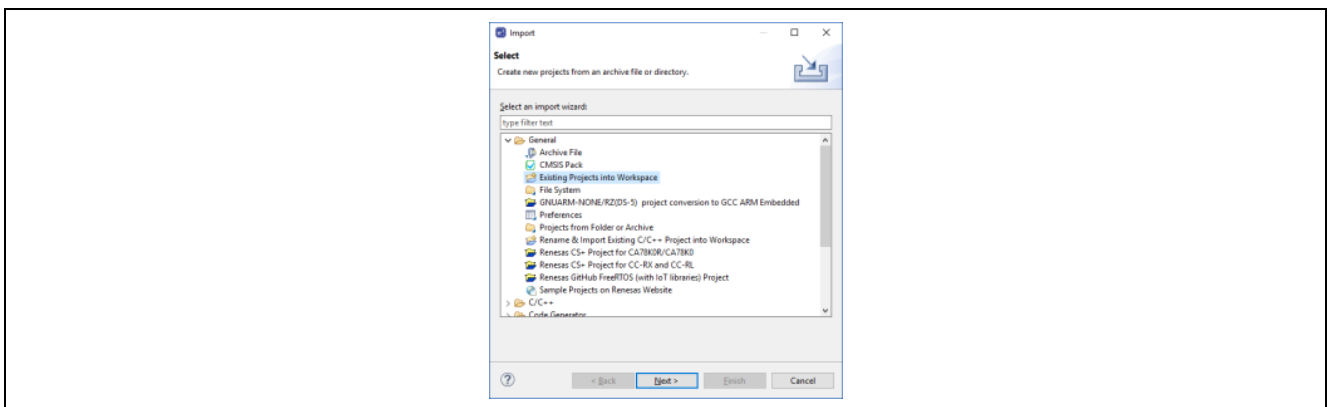 Import
Select
Create new projects from an archive file or directory.
Select an import wizard:
type filter text
General
Archive File
CMSIS Pack
Existing Projects into Workspace
File System
GNUARM-NONE/RZ(DS-5) project conversion to GCC ARM Embedded
Preferences
Projects from Folder or Archive
Rename & Import Existing C/C++ Project into Workspace
Renesas CS+ Project for CA78K0R/CA78K0
Renesas CS+ Project for CC-RX and CC-RL
Renesas GitHub FreeRTOS (with IoT libraries) Project
Sample Projects on Renesas Website
C/C++
Code Generator
? < Back Next > Finish Cancel